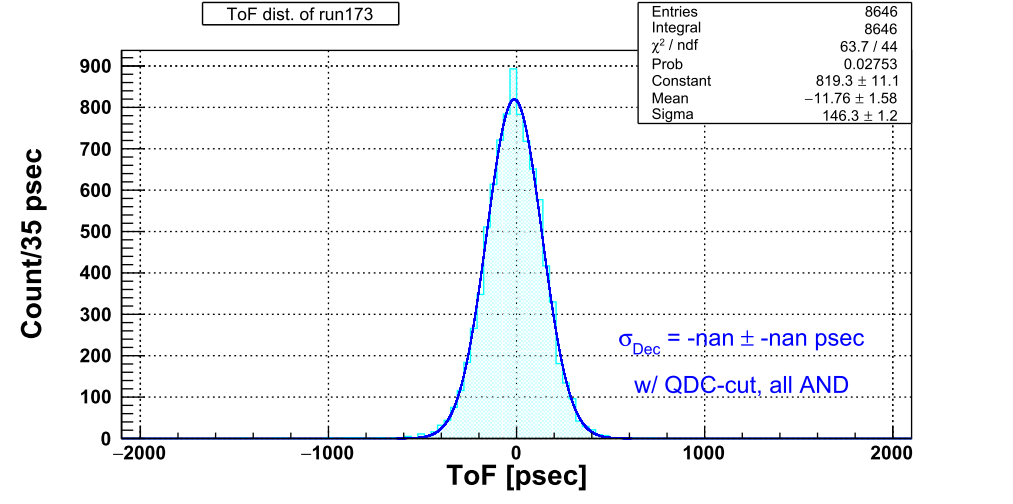 ToF dist. of run173
Entries 8646
Integral 8646
χ² / ndf 63.7 / 44
Prob 0.02753
Constant 819.3 ± 11.1
Mean −11.76 ± 1.58
Sigma 146.3 ± 1.2
900
800
700
600
500
400
300
200
100
0
Count/35 psec
σDec = -nan ± -nan psec
w/ QDC-cut, all AND
−2000 −1000 0 1000 2000
ToF [psec]